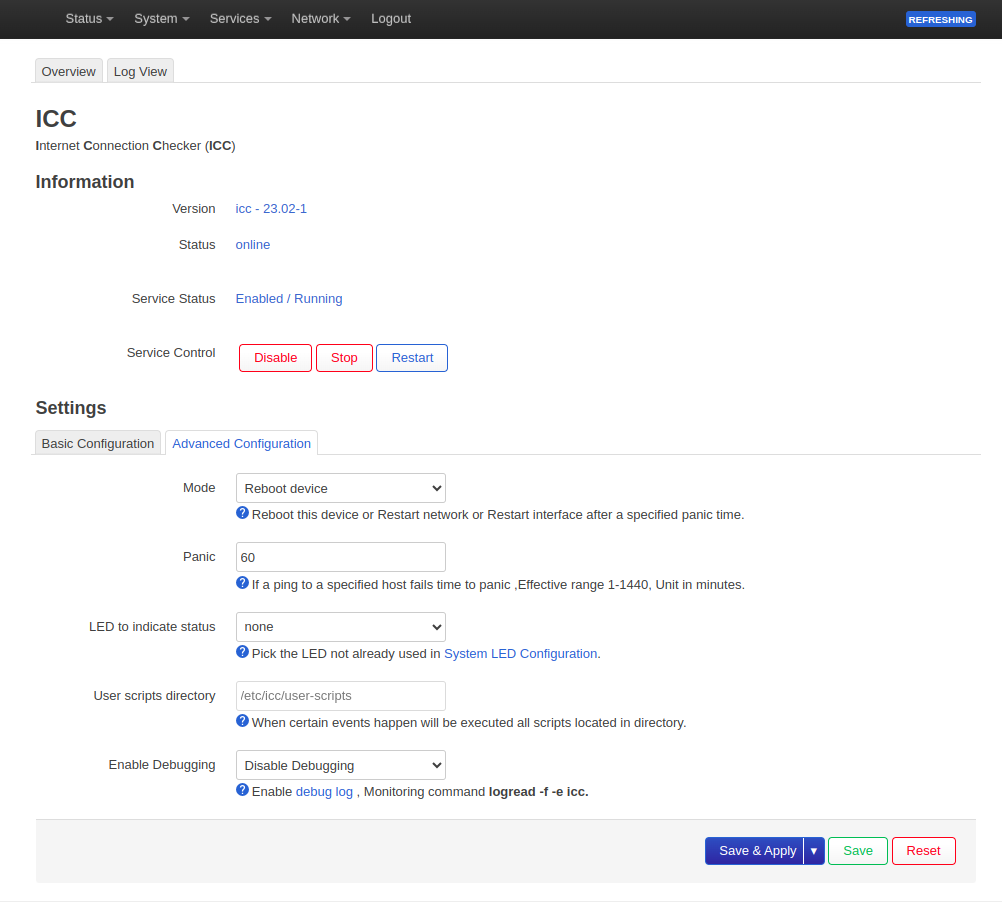 Status System Services Network Logout REFRESHING
Overview Log View
ICC
Internet Connection Checker (ICC)
Information
Version icc - 23.02-1
Status online
Service Status Enabled / Running
Service Control Disable Stop Restart
Settings
Basic Configuration Advanced Configuration
Mode Reboot device
Reboot this device or Restart network or Restart interface after a specified panic time.
Panic 60
If a ping to a specified host fails time to panic ,Effective range 1-1440, Unit in minutes.
LED to indicate status none
Pick the LED not already used in System LED Configuration.
User scripts directory /etc/icc/user-scripts
When certain events happen will be executed all scripts located in directory.
Enable Debugging Disable Debugging
Enable debug log , Monitoring command logread -f -e icc.
Save & Apply Save Reset